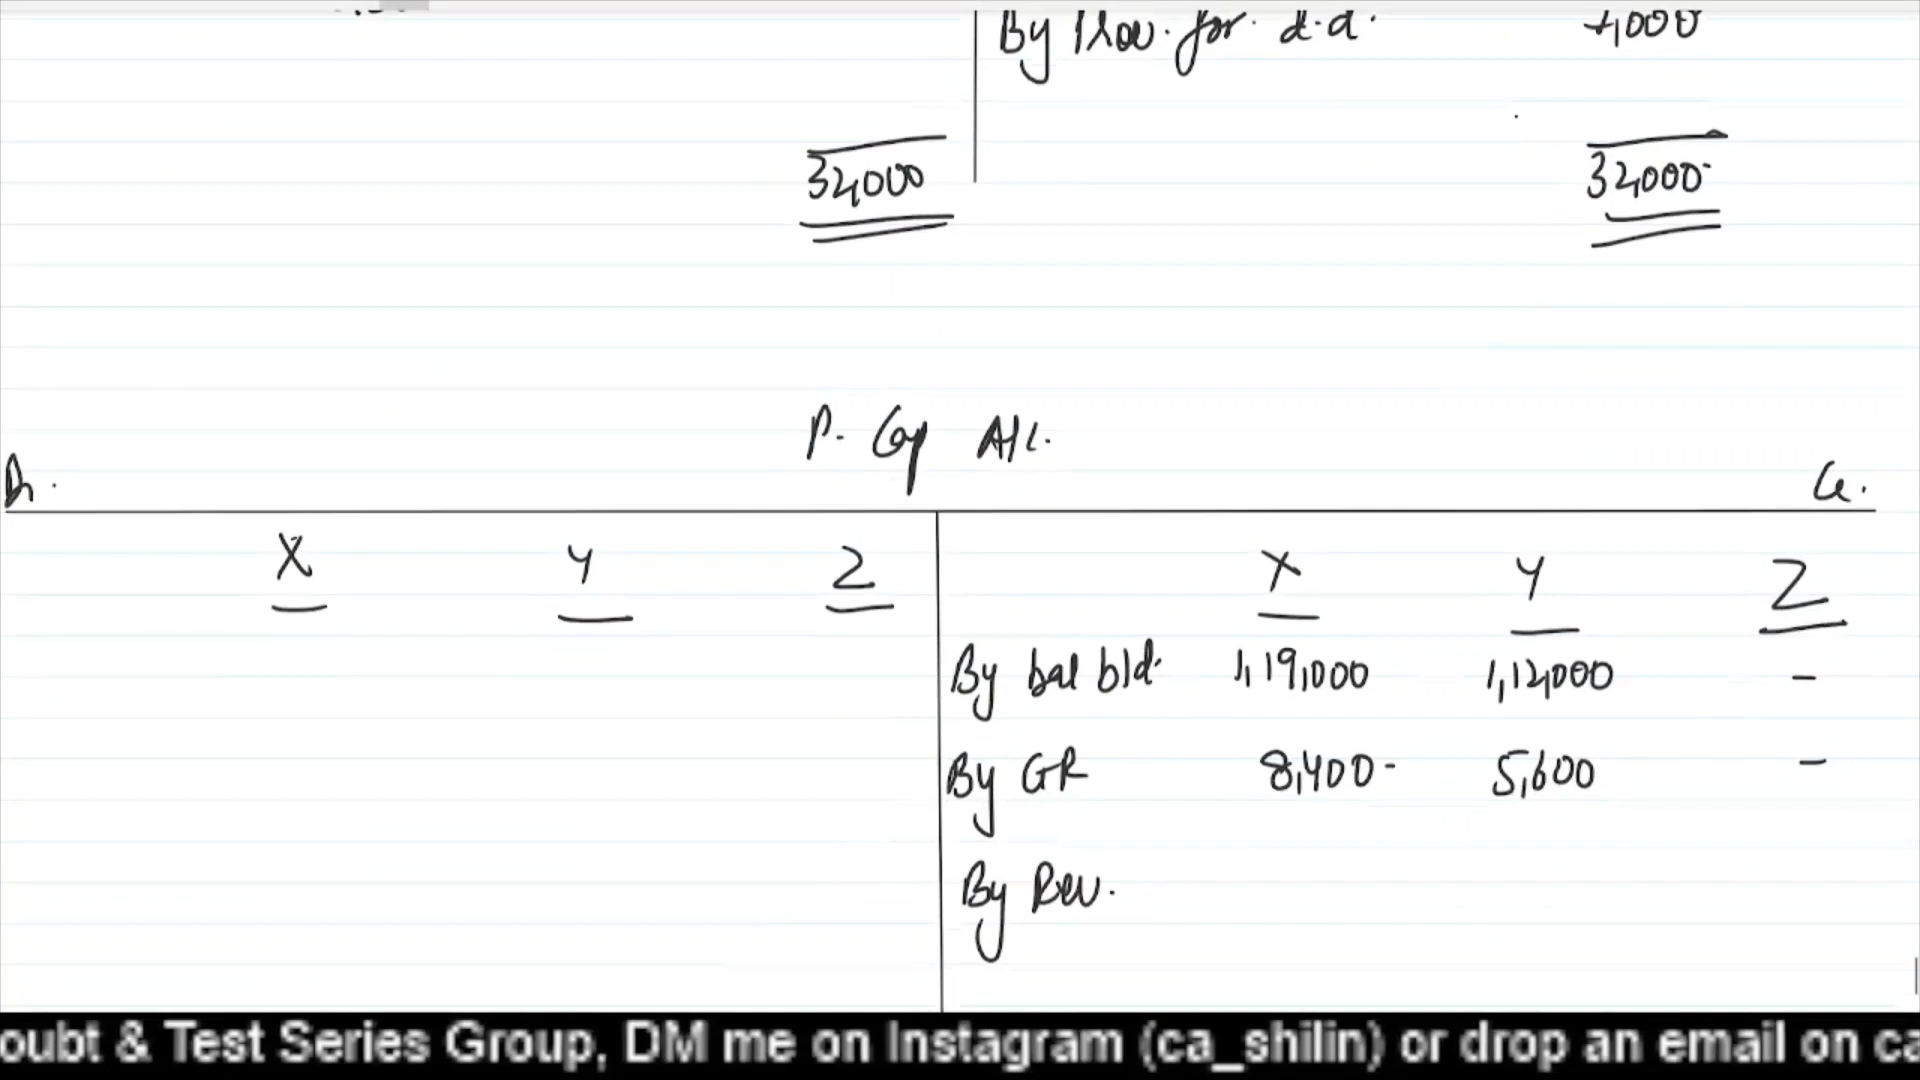 By Prov. for d.d. 4,000
32,000 32,000
P. Cap A/c.
Dr. Cr.
X Y Z X Y Z
By bal b/d. 1,19,000 1,12,000 -
By GR 8,400 5,600 -
By Rev.
oubt & Test Series Group, DM me on Instagram (ca_shilin) or drop an email on ca